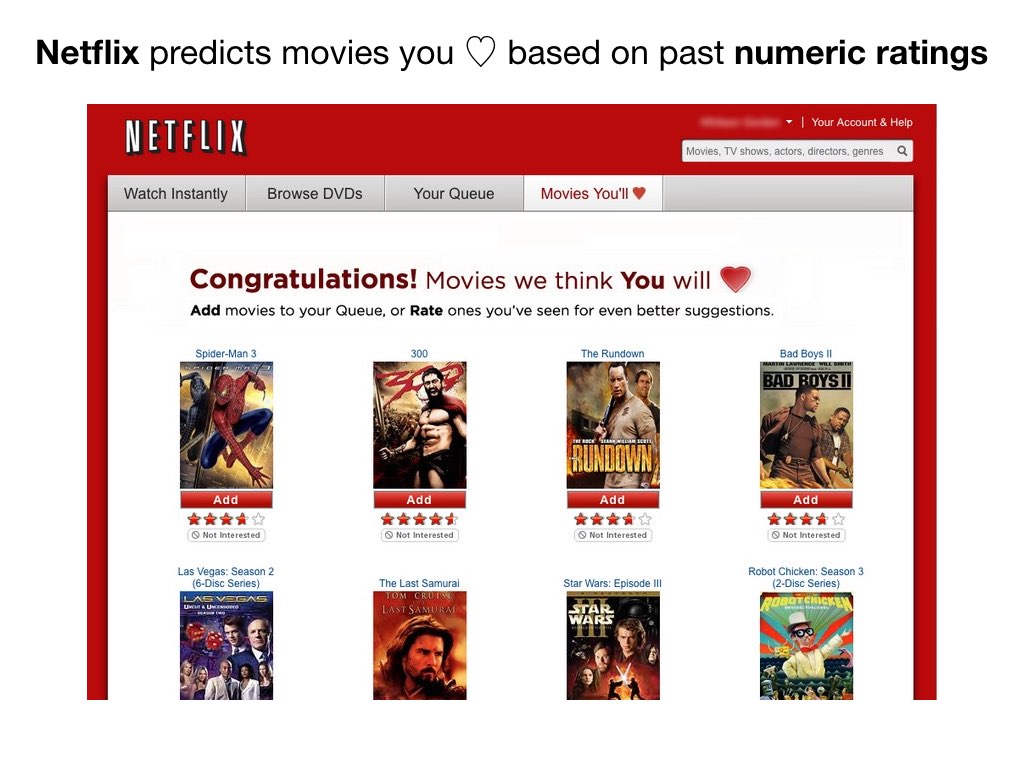 Netflix predicts movies you ♡ based on past numeric ratings
NETFLIX
Your Account & Help
Movies, TV shows, actors, directors, genres
Watch Instantly
Browse DVDs
Your Queue
Movies You'll ♥
Congratulations! Movies we think You will ♥
Add movies to your Queue, or Rate ones you've seen for even better suggestions.
Spider-Man 3
300
The Rundown
Bad Boys II
SPIDER-MAN 3
300
THE ROCK SEANN WILLIAM SCOTT
THE
RUNDOWN
MARTIN LAWRENCE WILL SMITH
BAD BOYS II
Add
Add
Add
Add
Not Interested
Not Interested
Not Interested
Not Interested
Las Vegas: Season 2
(6-Disc Series)
The Last Samurai
Star Wars: Episode III
Robot Chicken: Season 3
(2-Disc Series)
LAS VEGAS
UNCUT & UNCENSORED
SEASON TWO
TOM CRUISE
LAST SAMURAI
STAR
WARS
III
ROBOT CHICKEN